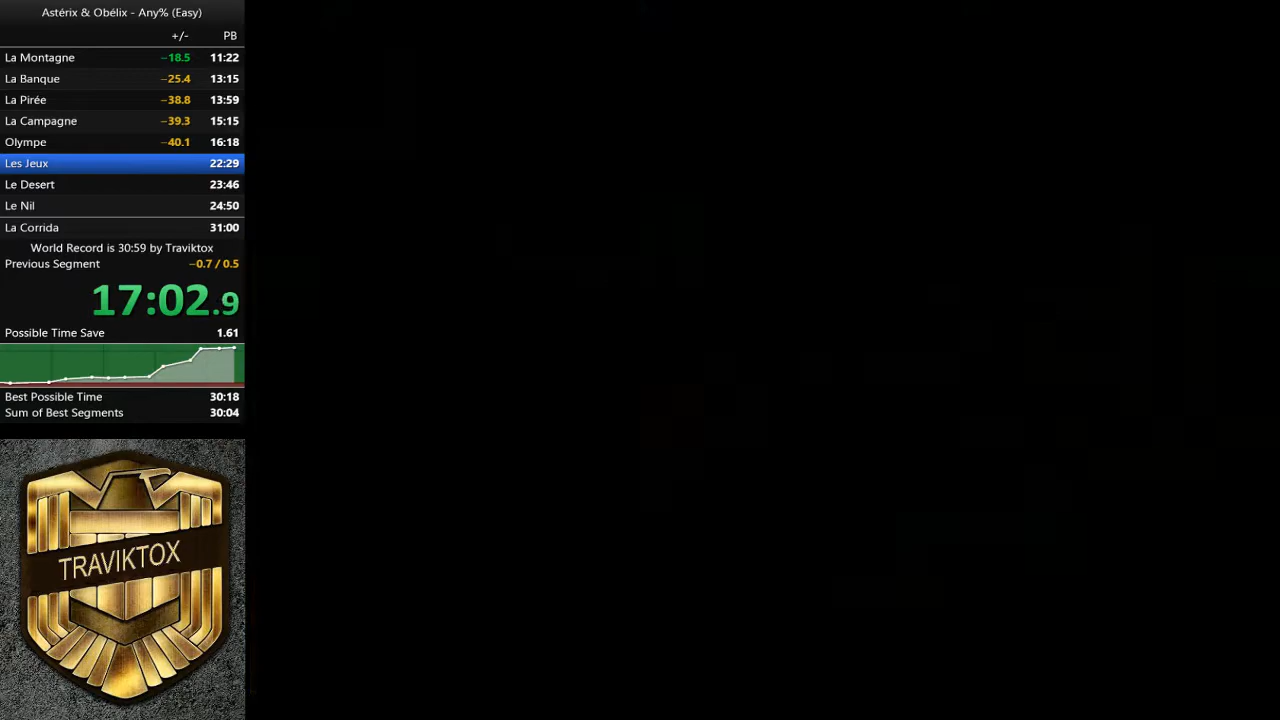 Astérix & Obélix - Any% (Easy)
+/- PB
La Montagne −18.5 11:22
La Banque −25.4 13:15
La Pirée −38.8 13:59
La Campagne −39.3 15:15
Olympe −40.1 16:18
Les Jeux 22:29
Le Desert 23:46
Le Nil 24:50
La Corrida 31:00
World Record is 30:59 by Traviktox
Previous Segment −0.7 / 0.5
17:02.9
Possible Time Save 1.61
Best Possible Time 30:18
Sum of Best Segments 30:04
TRAVIKTOX